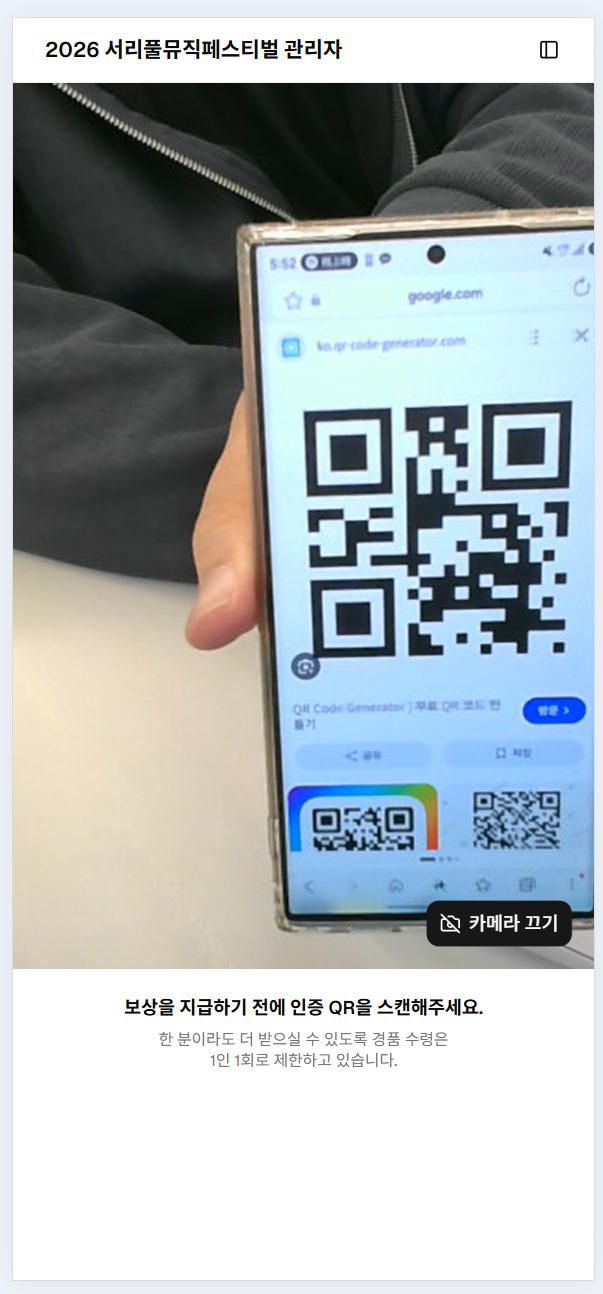 2026 서리풀뮤직페스티벌 관리자
5:52
google.com
ko.qr-code-generator.com
QR Code Generator | 무료 QR 코드 만
들기
방문
공유
저장
카메라 끄기
보상을 지급하기 전에 인증 QR을 스캔해주세요.
한 분이라도 더 받으실 수 있도록 경품 수령은
1인 1회로 제한하고 있습니다.